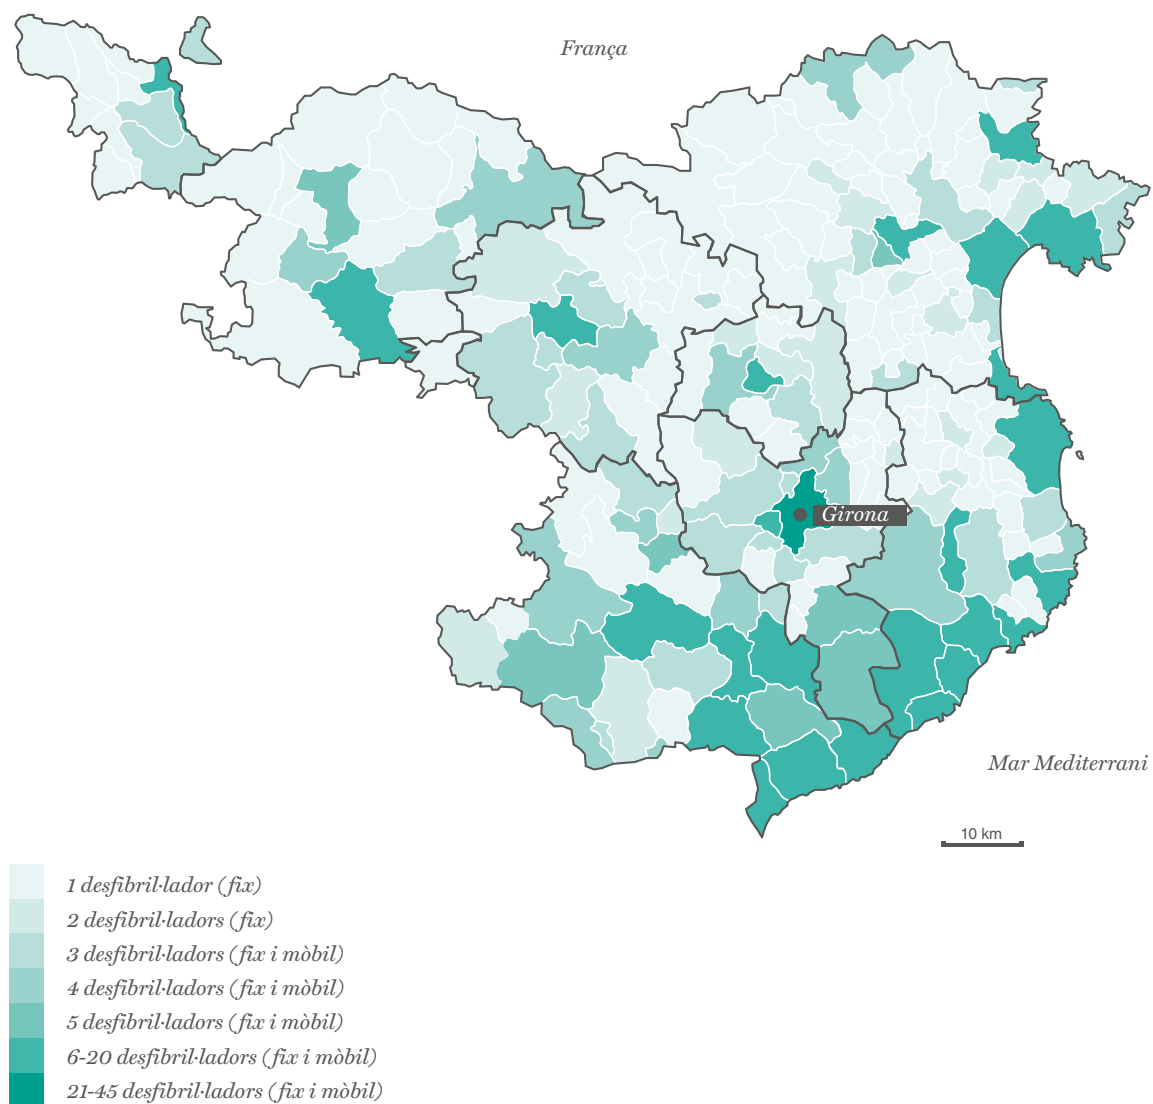 França
Girona
Mar Mediterrani
10 km
1 desfibril·lador (fix)
2 desfibril·ladors (fix)
3 desfibril·ladors (fix i mòbil)
4 desfibril·ladors (fix i mòbil)
5 desfibril·ladors (fix i mòbil)
6-20 desfibril·ladors (fix i mòbil)
21-45 desfibril·ladors (fix i mòbil)